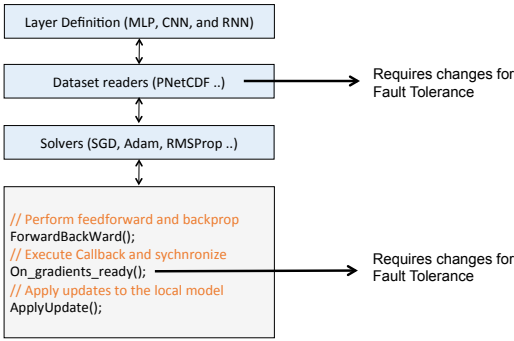 Layer Definition (MLP, CNN, and RNN)
Dataset readers (PNetCDF ..)
Requires changes for
Fault Tolerance
Solvers (SGD, Adam, RMSProp ..)
// Perform feedforward and backprop
ForwardBackWard();
// Execute Callback and sychnronize
On_gradients_ready();
// Apply updates to the local model
ApplyUpdate();
Requires changes for
Fault Tolerance